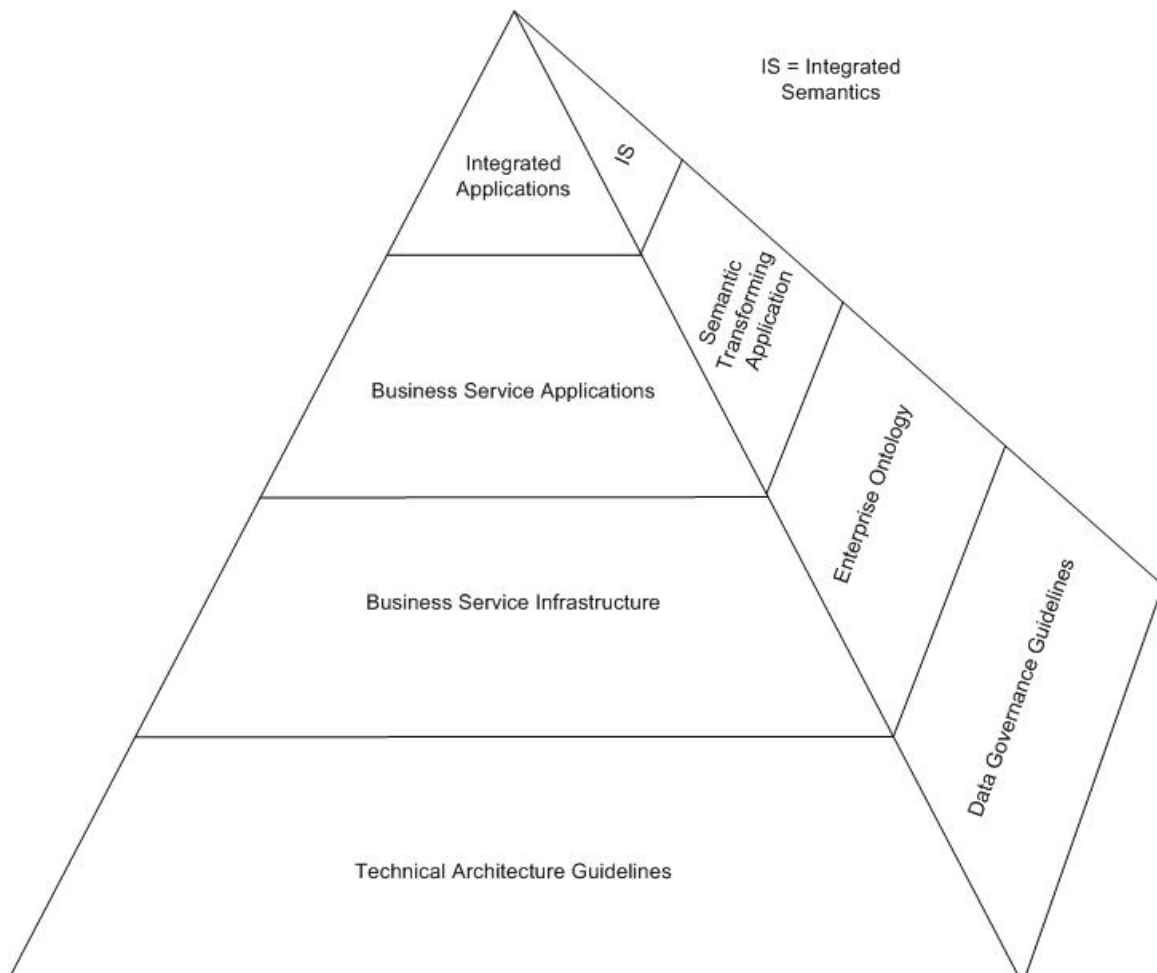 IS = Integrated
Semantics
Integrated
Applications
IS
Semantic
Transforming
Application
Business Service Applications
Enterprise Ontology
Business Service Infrastructure
Data Governance Guidelines
Technical Architecture Guidelines